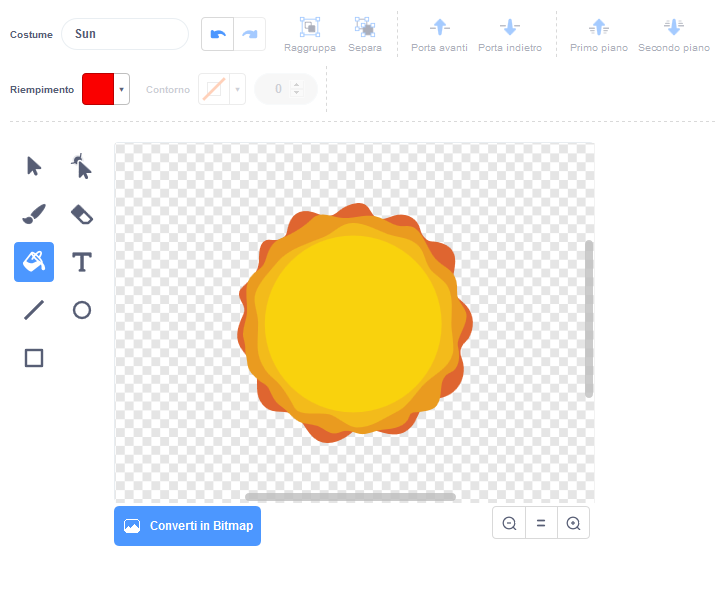 Costume Sun
Raggruppa Separa Porta avanti Porta indietro Primo piano Secondo piano
Riempimento Contorno 0
T
Converti in Bitmap